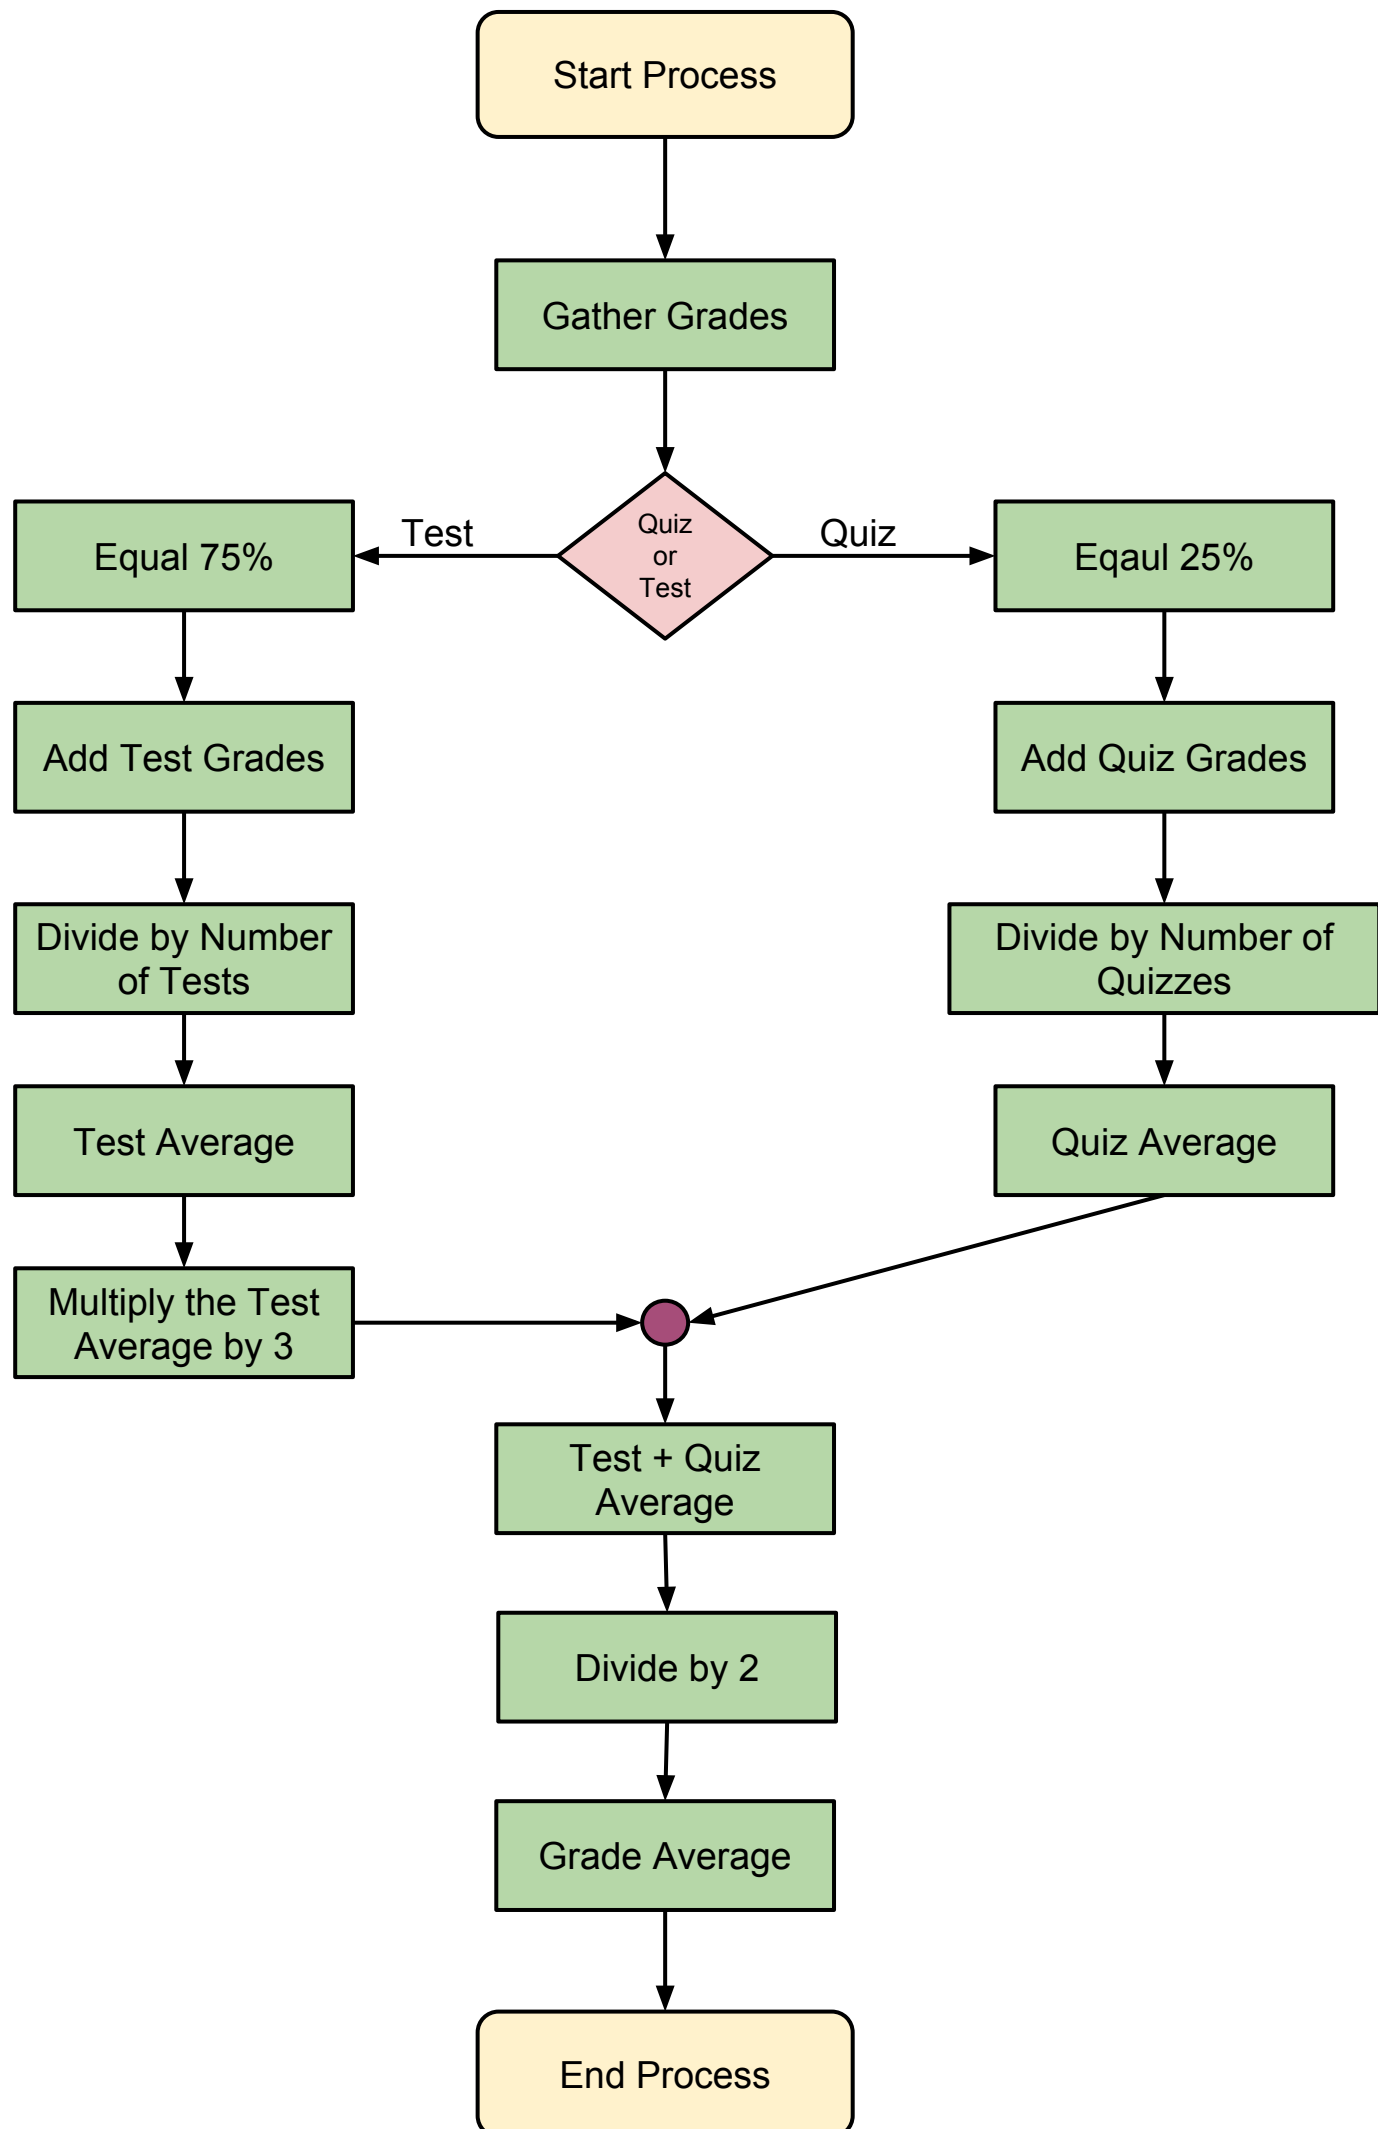 Start Process
Gather Grades
Quiz
or
Test
Test
Quiz
Equal 75%
Eqaul 25%
Add Test Grades
Add Quiz Grades
Divide by Number
of Tests
Divide by Number of
Quizzes
Test Average
Quiz Average
Multiply the Test
Average by 3
Test + Quiz
Average
Divide by 2
Grade Average
End Process